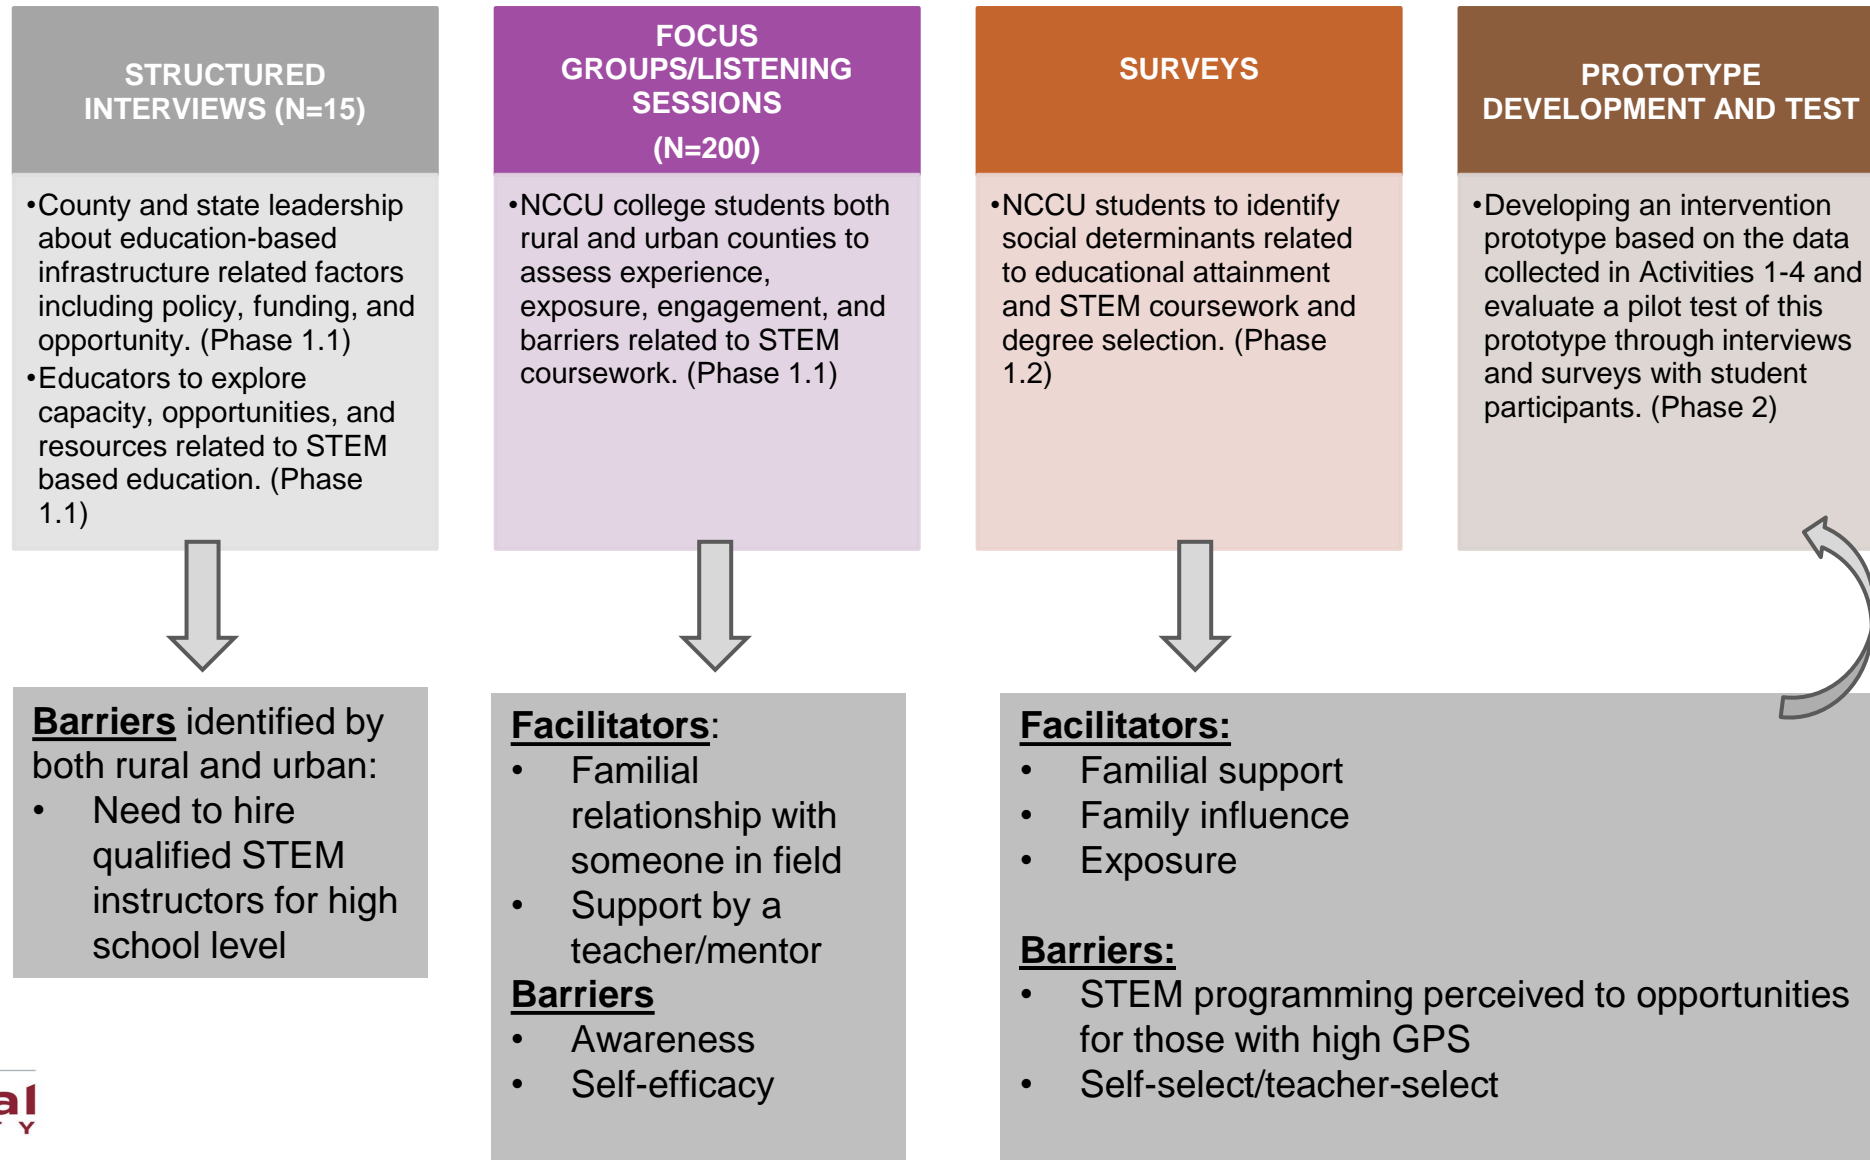 STRUCTURED
INTERVIEWS (N=15)
•County and state leadership
about education-based
infrastructure related factors
including policy, funding, and
opportunity. (Phase 1.1)
•Educators to explore
capacity, opportunities, and
resources related to STEM
based education. (Phase
1.1)
FOCUS
GROUPS/LISTENING
SESSIONS
(N=200)
•NCCU college students both
rural and urban counties to
assess experience,
exposure, engagement, and
barriers related to STEM
coursework. (Phase 1.1)
SURVEYS
•NCCU students to identify
social determinants related
to educational attainment
and STEM coursework and
degree selection. (Phase
1.2)
PROTOTYPE
DEVELOPMENT AND TEST
•Developing an intervention
prototype based on the data
collected in Activities 1-4 and
evaluate a pilot test of this
prototype through interviews
and surveys with student
participants. (Phase 2)
Barriers identified by
both rural and urban:
• Need to hire
qualified STEM
instructors for high
school level
Facilitators:
• Familial
relationship with
someone in field
• Support by a
teacher/mentor
Barriers
• Awareness
• Self-efficacy
Facilitators:
• Familial support
• Family influence
• Exposure
Barriers:
• STEM programming perceived to opportunities
for those with high GPS
• Self-select/teacher-select